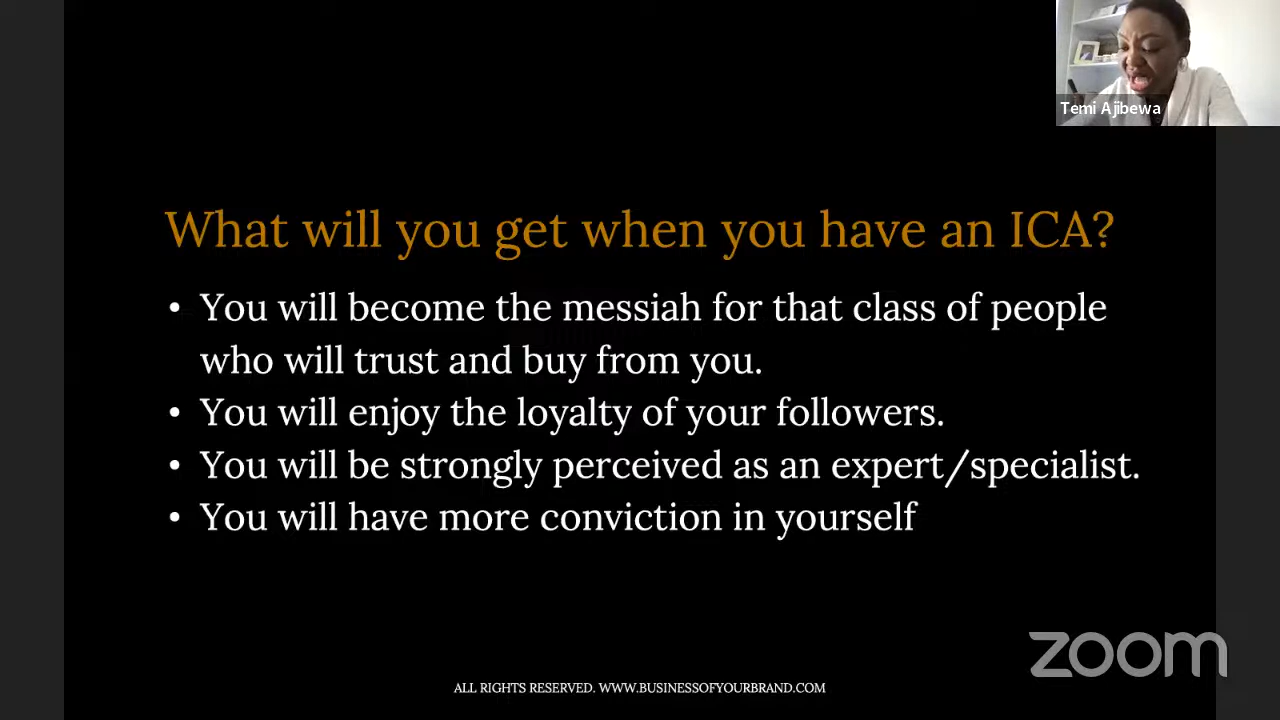 Temi Ajibewa
What will you get when you have an ICA?
• You will become the messiah for that class of people
who will trust and buy from you.
• You will enjoy the loyalty of your followers.
• You will be strongly perceived as an expert/specialist.
• You will have more conviction in yourself
zoom
ALL RIGHTS RESERVED. WWW.BUSINESSOFYOURBRAND.COM